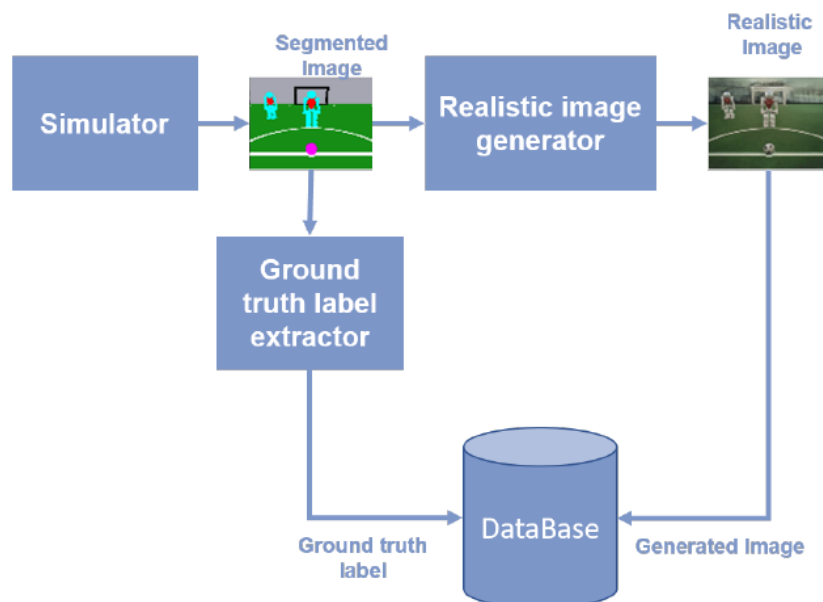 Segmented
Image
Realistic
Image
Simulator
Realistic image
generator
Ground
truth label
extractor
DataBase
Ground truth
label
Generated Image